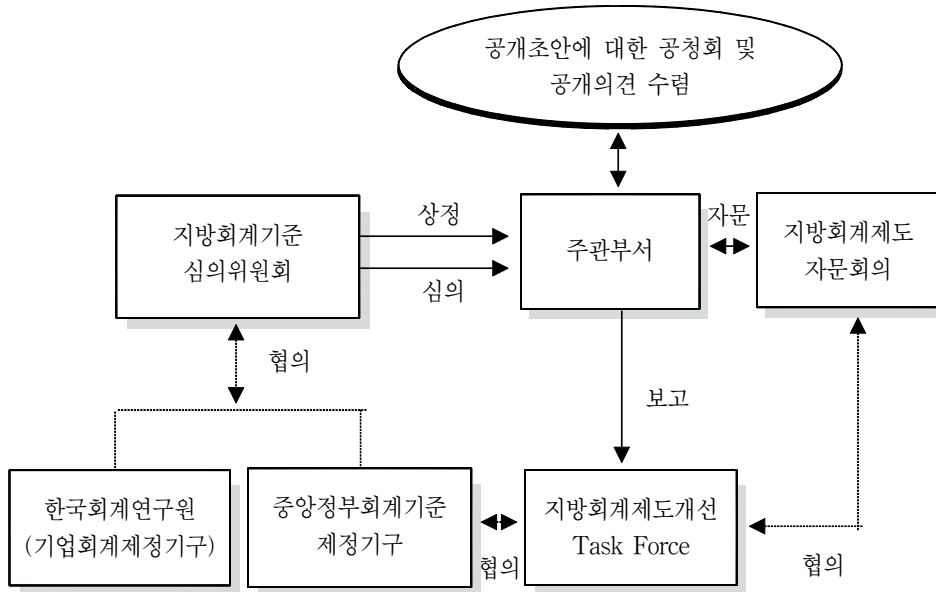 공개초안에 대한 공청회 및
공개의견 수렴
지방회계기준
심의위원회
상정
심의
주관부서
자문
지방회계제도
자문회의
협의
보고
한국회계연구원
(기업회계제정기구)
중앙정부회계기준
제정기구
협의
지방회계제도개선
Task Force
협의